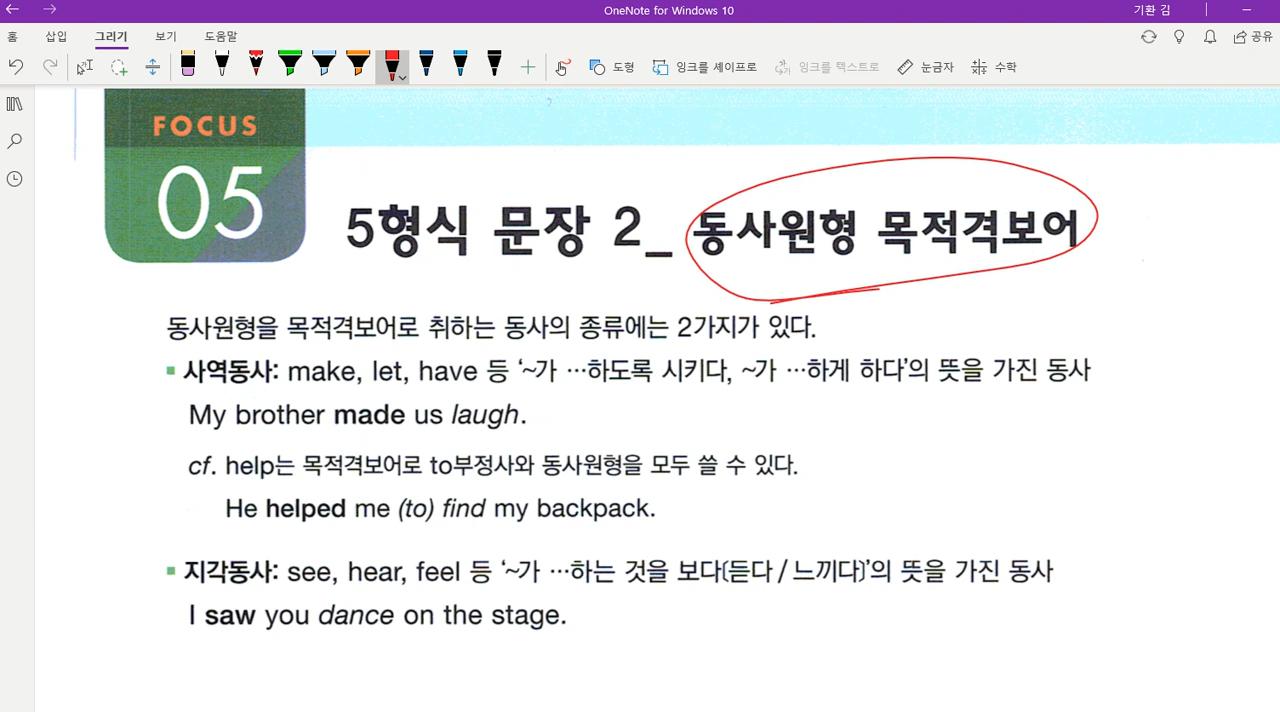 OneNote for Windows 10
기환 김
홈 삽입 그리기 보기 도움말
공유
도형 잉크를 셰이프로 잉크를 텍스트로 눈금자 수학
FOCUS
05
5형식 문장 2_ 동사원형 목적격보어
동사원형을 목적격보어로 취하는 동사의 종류에는 2가지가 있다.
▪ 사역동사: make, let, have 등 ‘~가 …하도록 시키다, ~가 …하게 하다’의 뜻을 가진 동사
My brother made us laugh.
cf. help는 목적격보어로 to부정사와 동사원형을 모두 쓸 수 있다.
He helped me (to) find my backpack.
▪ 지각동사: see, hear, feel 등 ‘~가 …하는 것을 보다[듣다 / 느끼다]’의 뜻을 가진 동사
I saw you dance on the stage.